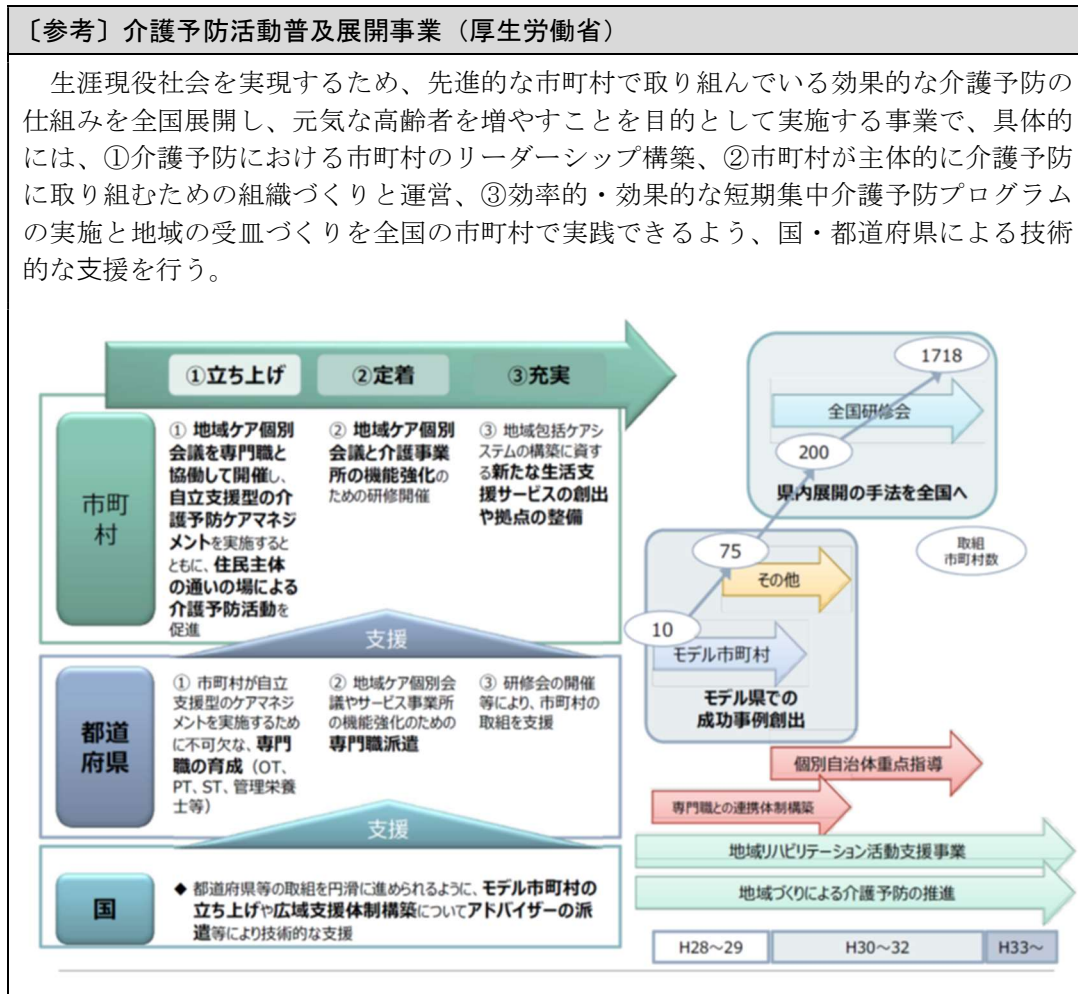 〔参考〕介護予防活動普及展開事業（厚生労働省）
生涯現役社会を実現するため、先進的な市町村で取り組んでいる効果的な介護予防の
仕組みを全国展開し、元気な高齢者を増やすことを目的として実施する事業で、具体的
には、①介護予防における市町村のリーダーシップ構築、②市町村が主体的に介護予防
に取り組むための組織づくりと運営、③効率的・効果的な短期集中介護予防プログラム
の実施と地域の受皿づくりを全国の市町村で実践できるよう、国・都道府県による技術
的な支援を行う。
①立ち上げ
②定着
③充実
市町
村
① 地域ケア個別
会議を専門職と
協働して開催し、
自立支援型の介
護予防ケアマネジ
メントを実施すると
ともに、住民主体
の通いの場による
介護予防活動を
促進
② 地域ケア個別
会議と介護事業
所の機能強化の
ための研修開催
③ 地域包括ケアシ
ステムの構築に資す
る新たな生活支
援サービスの創出
や拠点の整備
支援
都道
府県
① 市町村が自立
支援型のケアマネジ
メントを実施するため
に不可欠な、専門
職の育成（OT、
PT、ST、管理栄養
士等）
② 地域ケア個別会
議やサービス事業所
の機能強化のための
専門職派遣
③ 研修会の開催
等により、市町村の
取組を支援
支援
国
◆ 都道府県等の取組を円滑に進められるように、モデル市町村の
立ち上げや広域支援体制構築についてアドバイザーの派
遣等により技術的な支援
1718
全国研修会
200
県内展開の手法を全国へ
取組
市町村数
75
その他
10
モデル市町村
モデル県での
成功事例創出
個別自治体重点指導
専門職との連携体制構築
地域リハビリテーション活動支援事業
地域づくりによる介護予防の推進
H28～29
H30～32
H33～